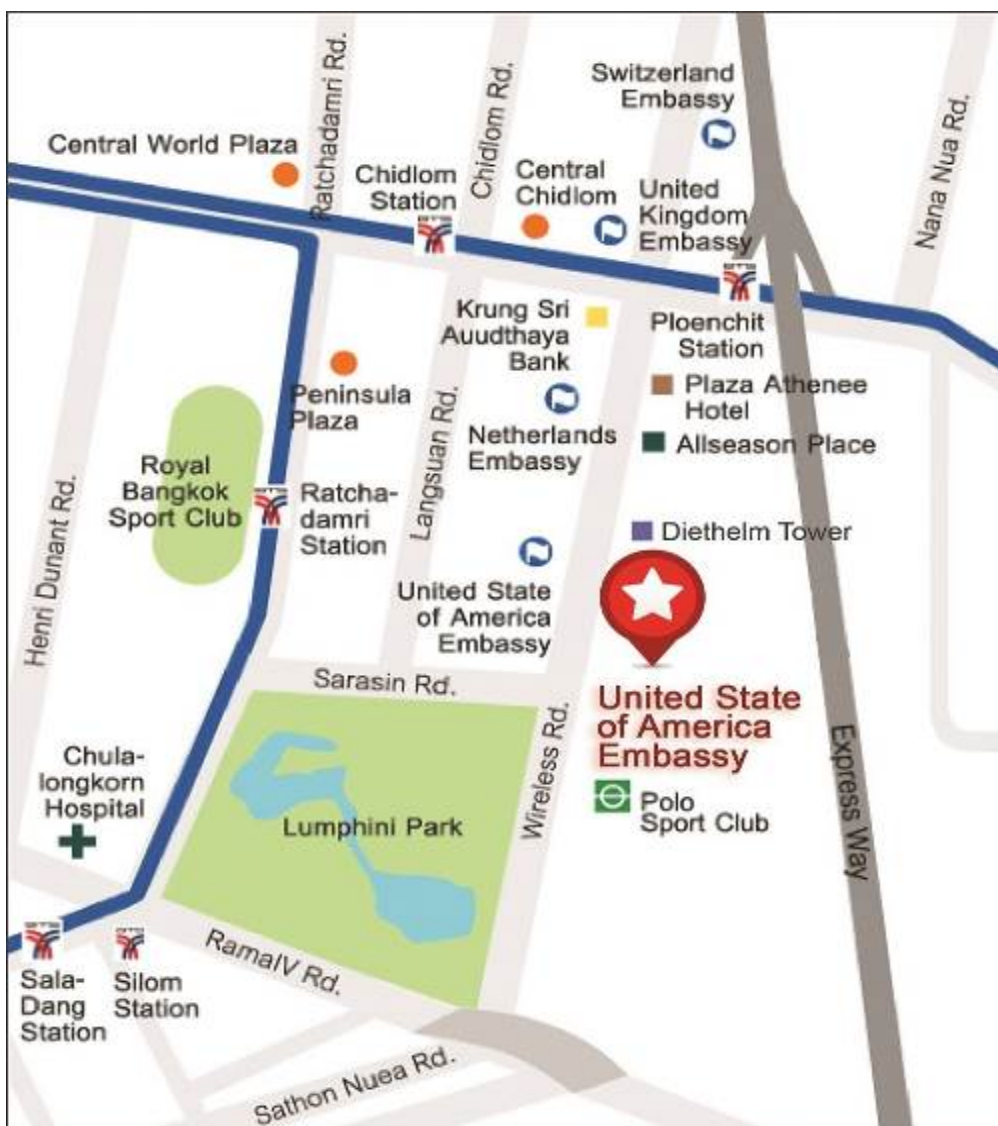 Switzerland
Embassy
Ratchadamri Rd.
Chidlom Rd.
Nana Nua Rd.
Central World Plaza
Chidlom
Station
Central
Chidlom
United
Kingdom
Embassy
Krung Sri
Auudthaya
Bank
Ploenchit
Station
Peninsula
Plaza
Plaza Athenee
Hotel
Netherlands
Embassy
Allseason Place
Royal
Bangkok
Sport Club
Ratcha-
damri
Station
Langsuan Rd.
Henri Dunant Rd.
Diethelm Tower
United State
of America
Embassy
Sarasin Rd.
United State
of America
Embassy
Wireless Rd.
Express Way
Chula-
longkorn
Hospital
Lumphini Park
Polo
Sport Club
RamaIV Rd.
Sala-
Dang
Station
Silom
Station
Sathon Nuea Rd.